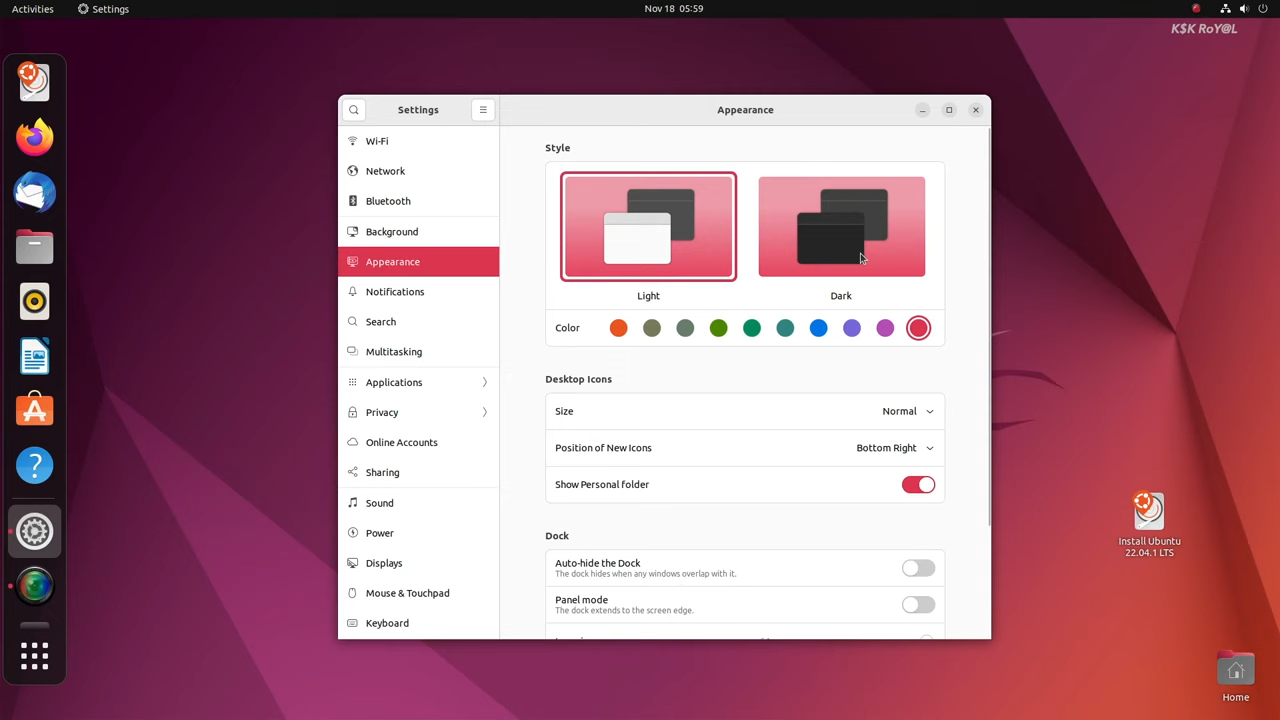 Activities
Settings
Nov 18 05:59
K$K RoY@L
Settings
Appearance
Wi-Fi
Network
Bluetooth
Background
Appearance
Notifications
Search
Multitasking
Applications
Privacy
Online Accounts
Sharing
Sound
Power
Displays
Mouse & Touchpad
Keyboard
Style
Light
Dark
Color
Desktop Icons
Size
Normal
Position of New Icons
Bottom Right
Show Personal folder
Dock
Auto-hide the Dock
The dock hides when any windows overlap with it.
Panel mode
The dock extends to the screen edge.
Install Ubuntu
22.04.1 LTS
Home